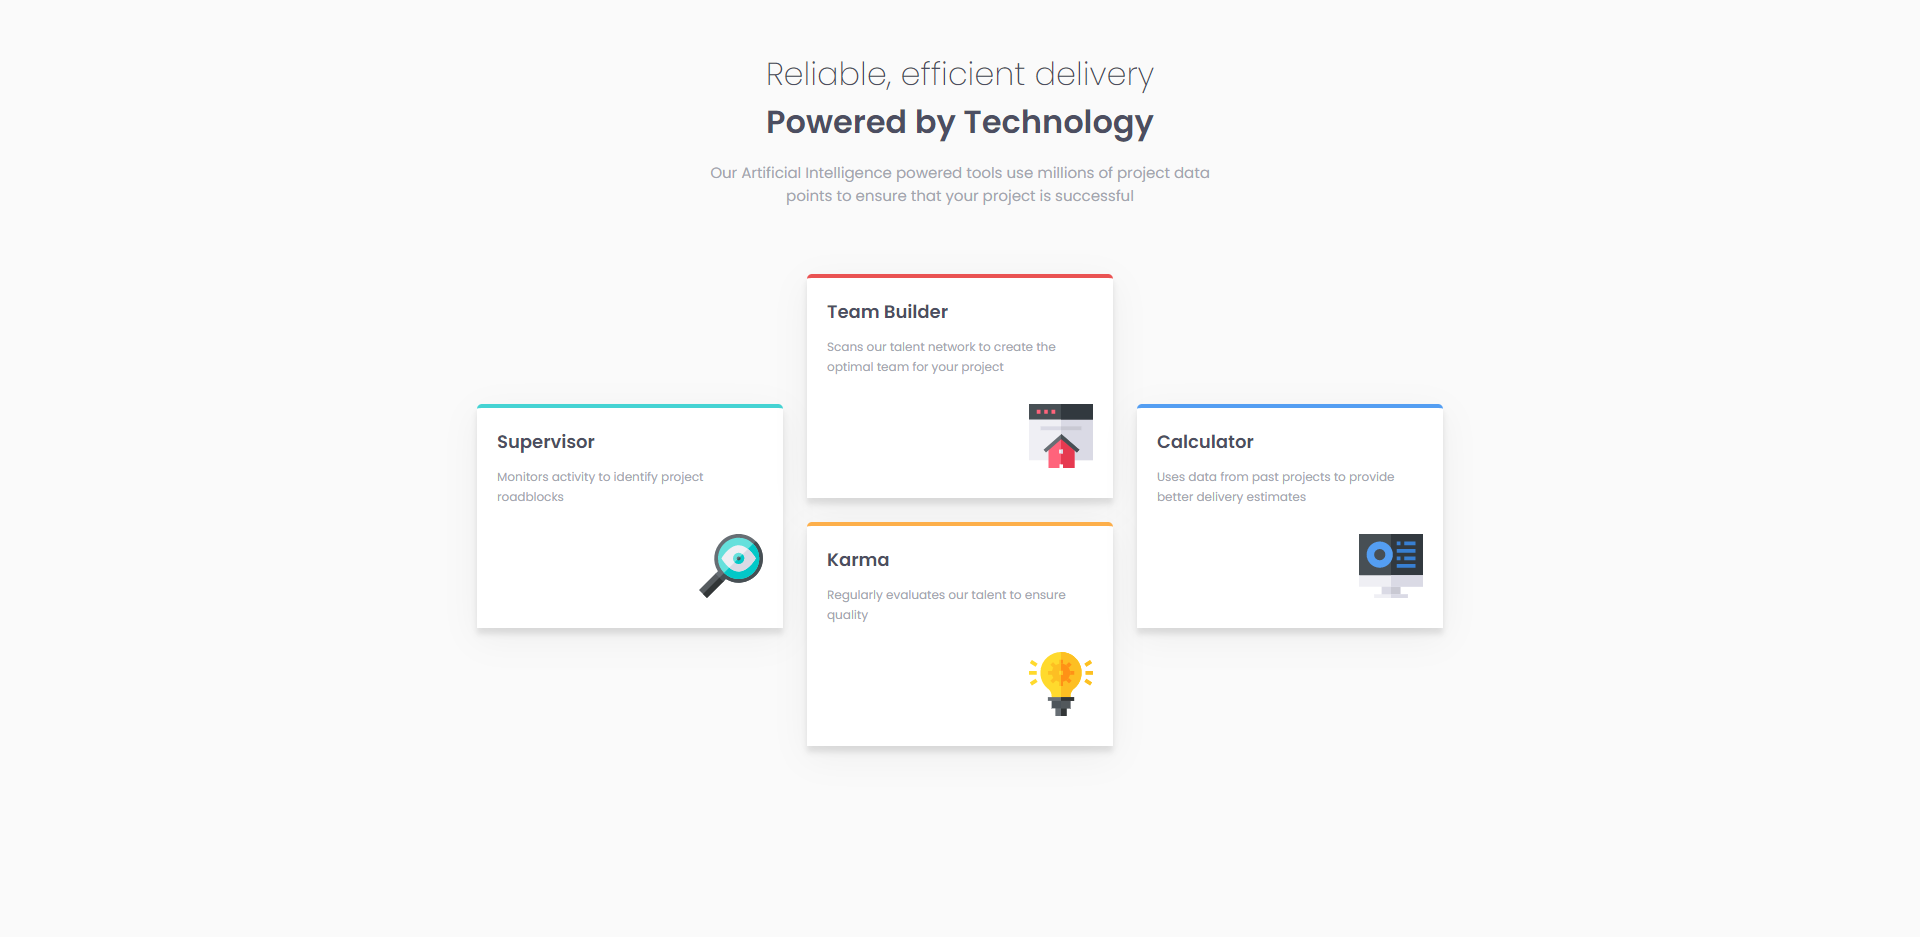 Reliable, efficient delivery
Powered by Technology
Our Artificial Intelligence powered tools use millions of project data
points to ensure that your project is successful
Team Builder
Scans our talent network to create the
optimal team for your project
Supervisor
Monitors activity to identify project
roadblocks
Calculator
Uses data from past projects to provide
better delivery estimates
Karma
Regularly evaluates our talent to ensure
quality